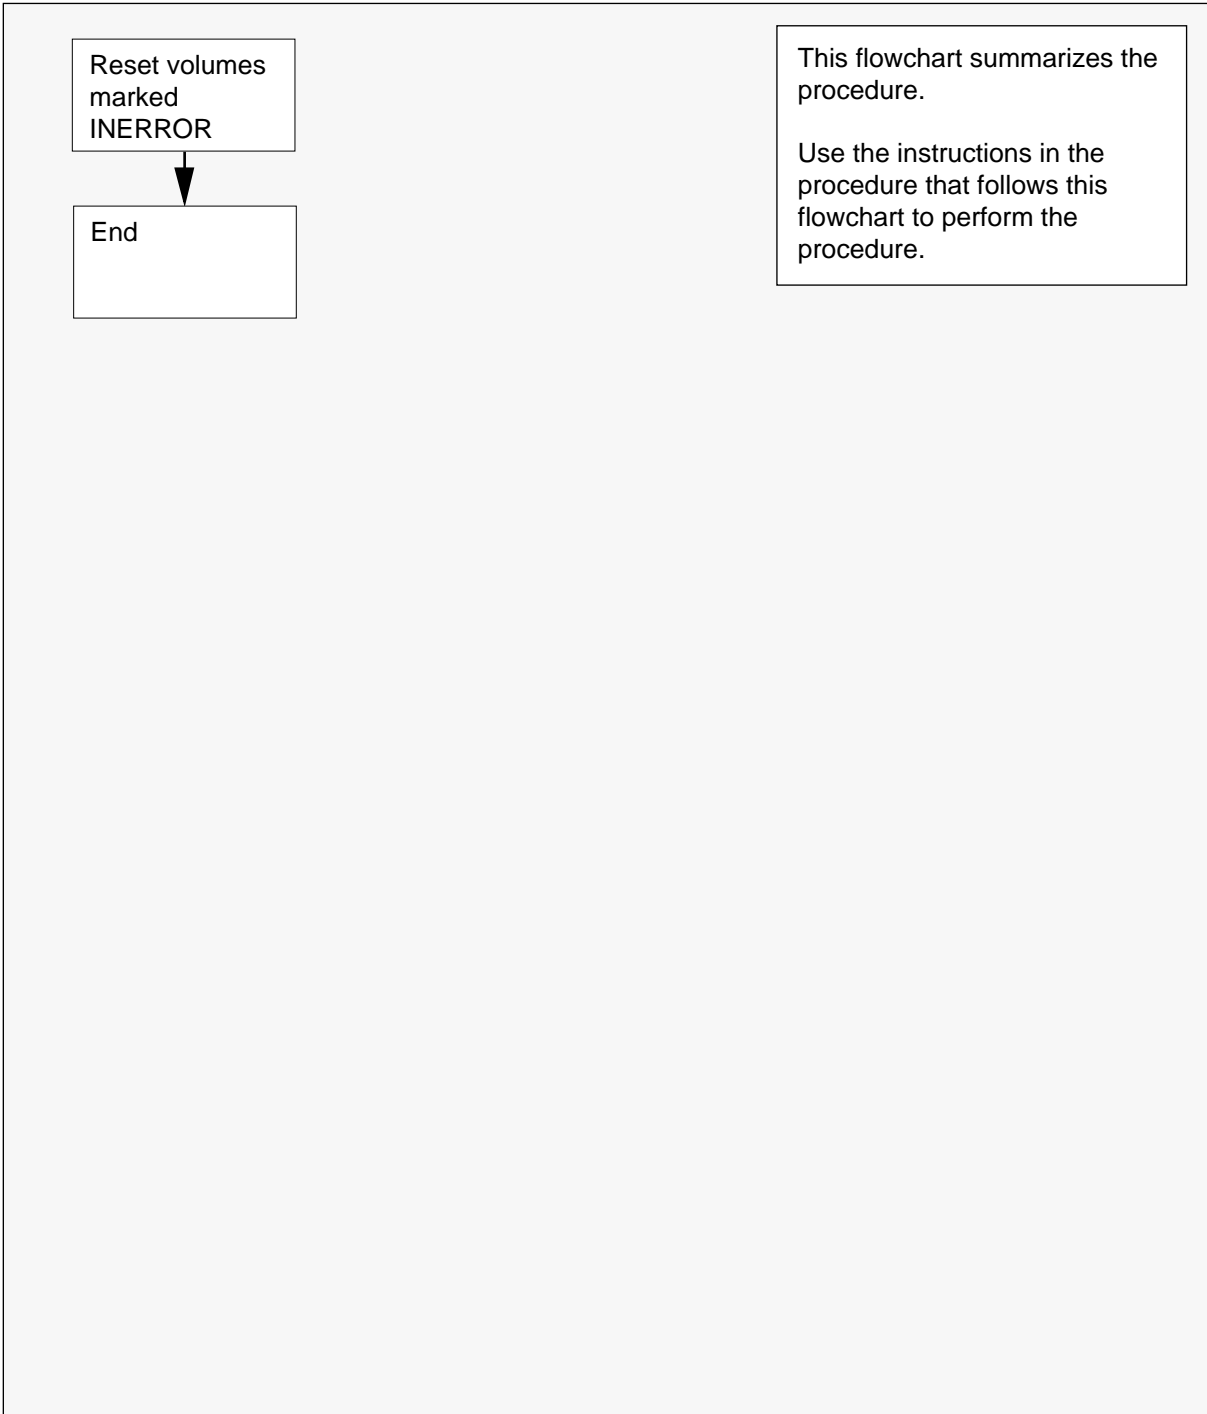 Reset volumes
marked
INERROR
End
This flowchart summarizes the
procedure.
Use the instructions in the
procedure that follows this
flowchart to perform the
procedure.